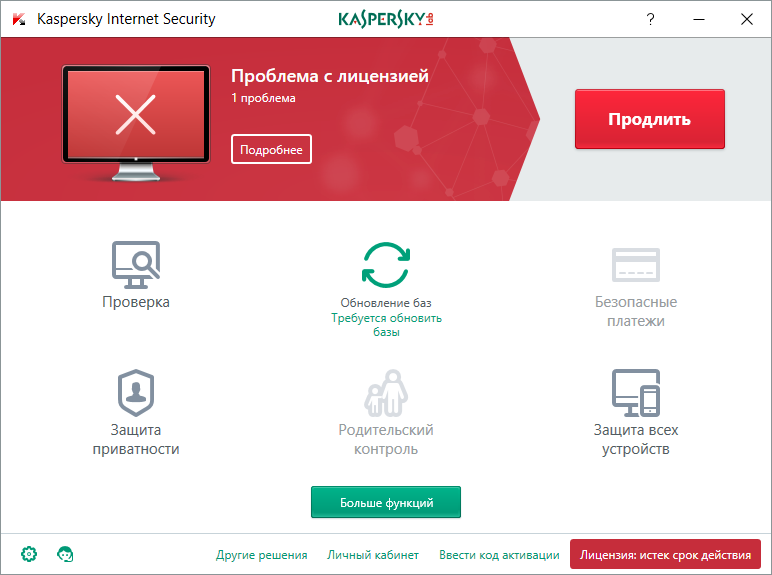 Kaspersky Internet Security
KASPERSKY lab
?
Проблема с лицензией
1 проблема
Подробнее
Продлить
Проверка
Обновление баз
Требуется обновить
базы
Безопасные
платежи
Защита
приватности
Родительский
контроль
Защита всех
устройств
Больше функций
Другие решения
Личный кабинет
Ввести код активации
Лицензия: истек срок действия